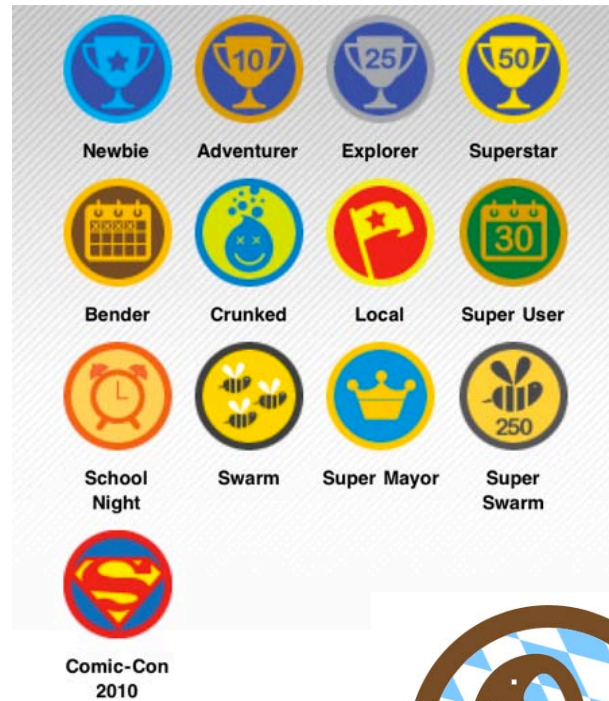 10 25 50
Newbie Adventurer Explorer Superstar
30
Bender Crunked Local Super User
250
School Swarm Super Mayor Super
Night Swarm
S
Comic-Con
2010